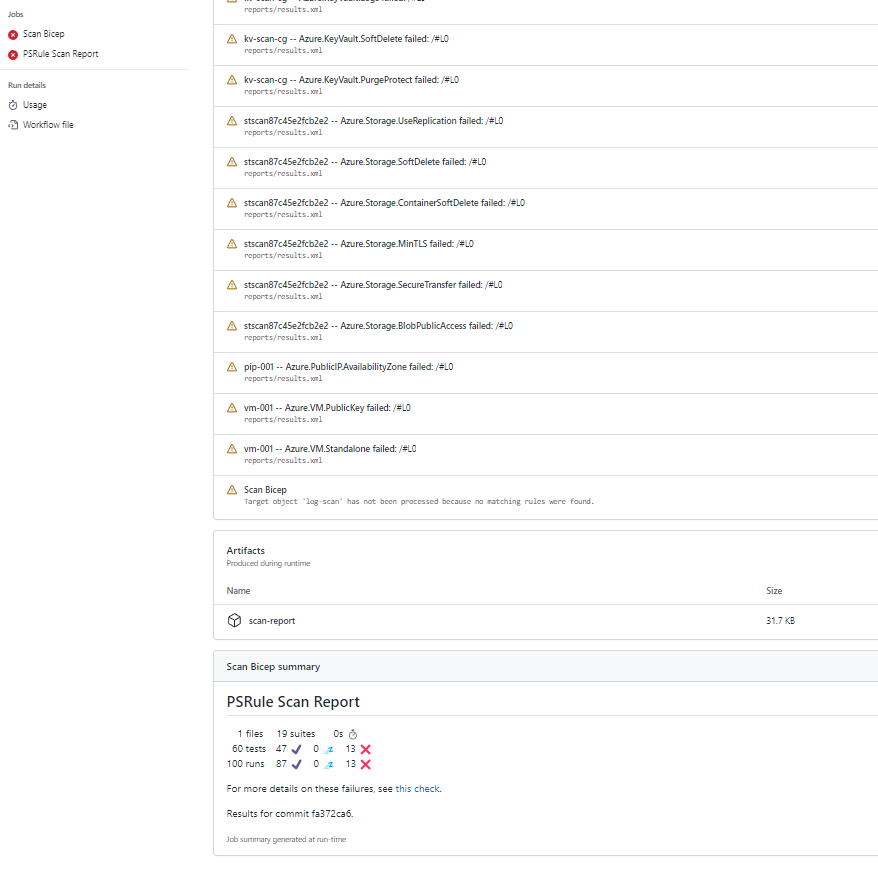 Jobs
Scan Bicep
PSRule Scan Report
Run details
Usage
Workflow file
reports/results.xml
kv-scan-cg -- Azure.KeyVault.SoftDelete failed: /#L0
reports/results.xml
kv-scan-cg -- Azure.KeyVault.PurgeProtect failed: /#L0
reports/results.xml
stscan87c45e2fcb2e2 -- Azure.Storage.UseReplication failed: /#L0
reports/results.xml
stscan87c45e2fcb2e2 -- Azure.Storage.SoftDelete failed: /#L0
reports/results.xml
stscan87c45e2fcb2e2 -- Azure.Storage.ContainerSoftDelete failed: /#L0
reports/results.xml
stscan87c45e2fcb2e2 -- Azure.Storage.MinTLS failed: /#L0
reports/results.xml
stscan87c45e2fcb2e2 -- Azure.Storage.SecureTransfer failed: /#L0
reports/results.xml
stscan87c45e2fcb2e2 -- Azure.Storage.BlobPublicAccess failed: /#L0
reports/results.xml
pip-001 -- Azure.PublicIP.AvailabilityZone failed: /#L0
reports/results.xml
vm-001 -- Azure.VM.PublicKey failed: /#L0
reports/results.xml
vm-001 -- Azure.VM.Standalone failed: /#L0
reports/results.xml
Scan Bicep
Target object 'log-scan' has not been processed because no matching rules were found.
Artifacts
Produced during runtime
Name Size
scan-report 31.7 KB
Scan Bicep summary
PSRule Scan Report
1 files 19 suites 0s
60 tests 47 0 13
100 runs 87 0 13
For more details on these failures, see this check.
Results for commit fa372ca6.
Job summary generated at run-time